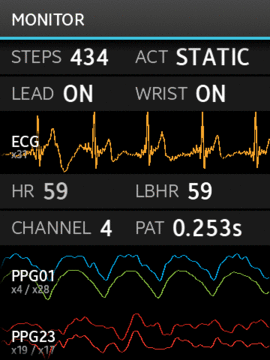 MONITOR
STEPS 434 ACT STATIC
LEAD ON WRIST ON
ECG
x37
HR 59 LBHR 59
CHANNEL 4 PAT 0.253s
PPG01
x4 / x28
PPG23
x19 / x17